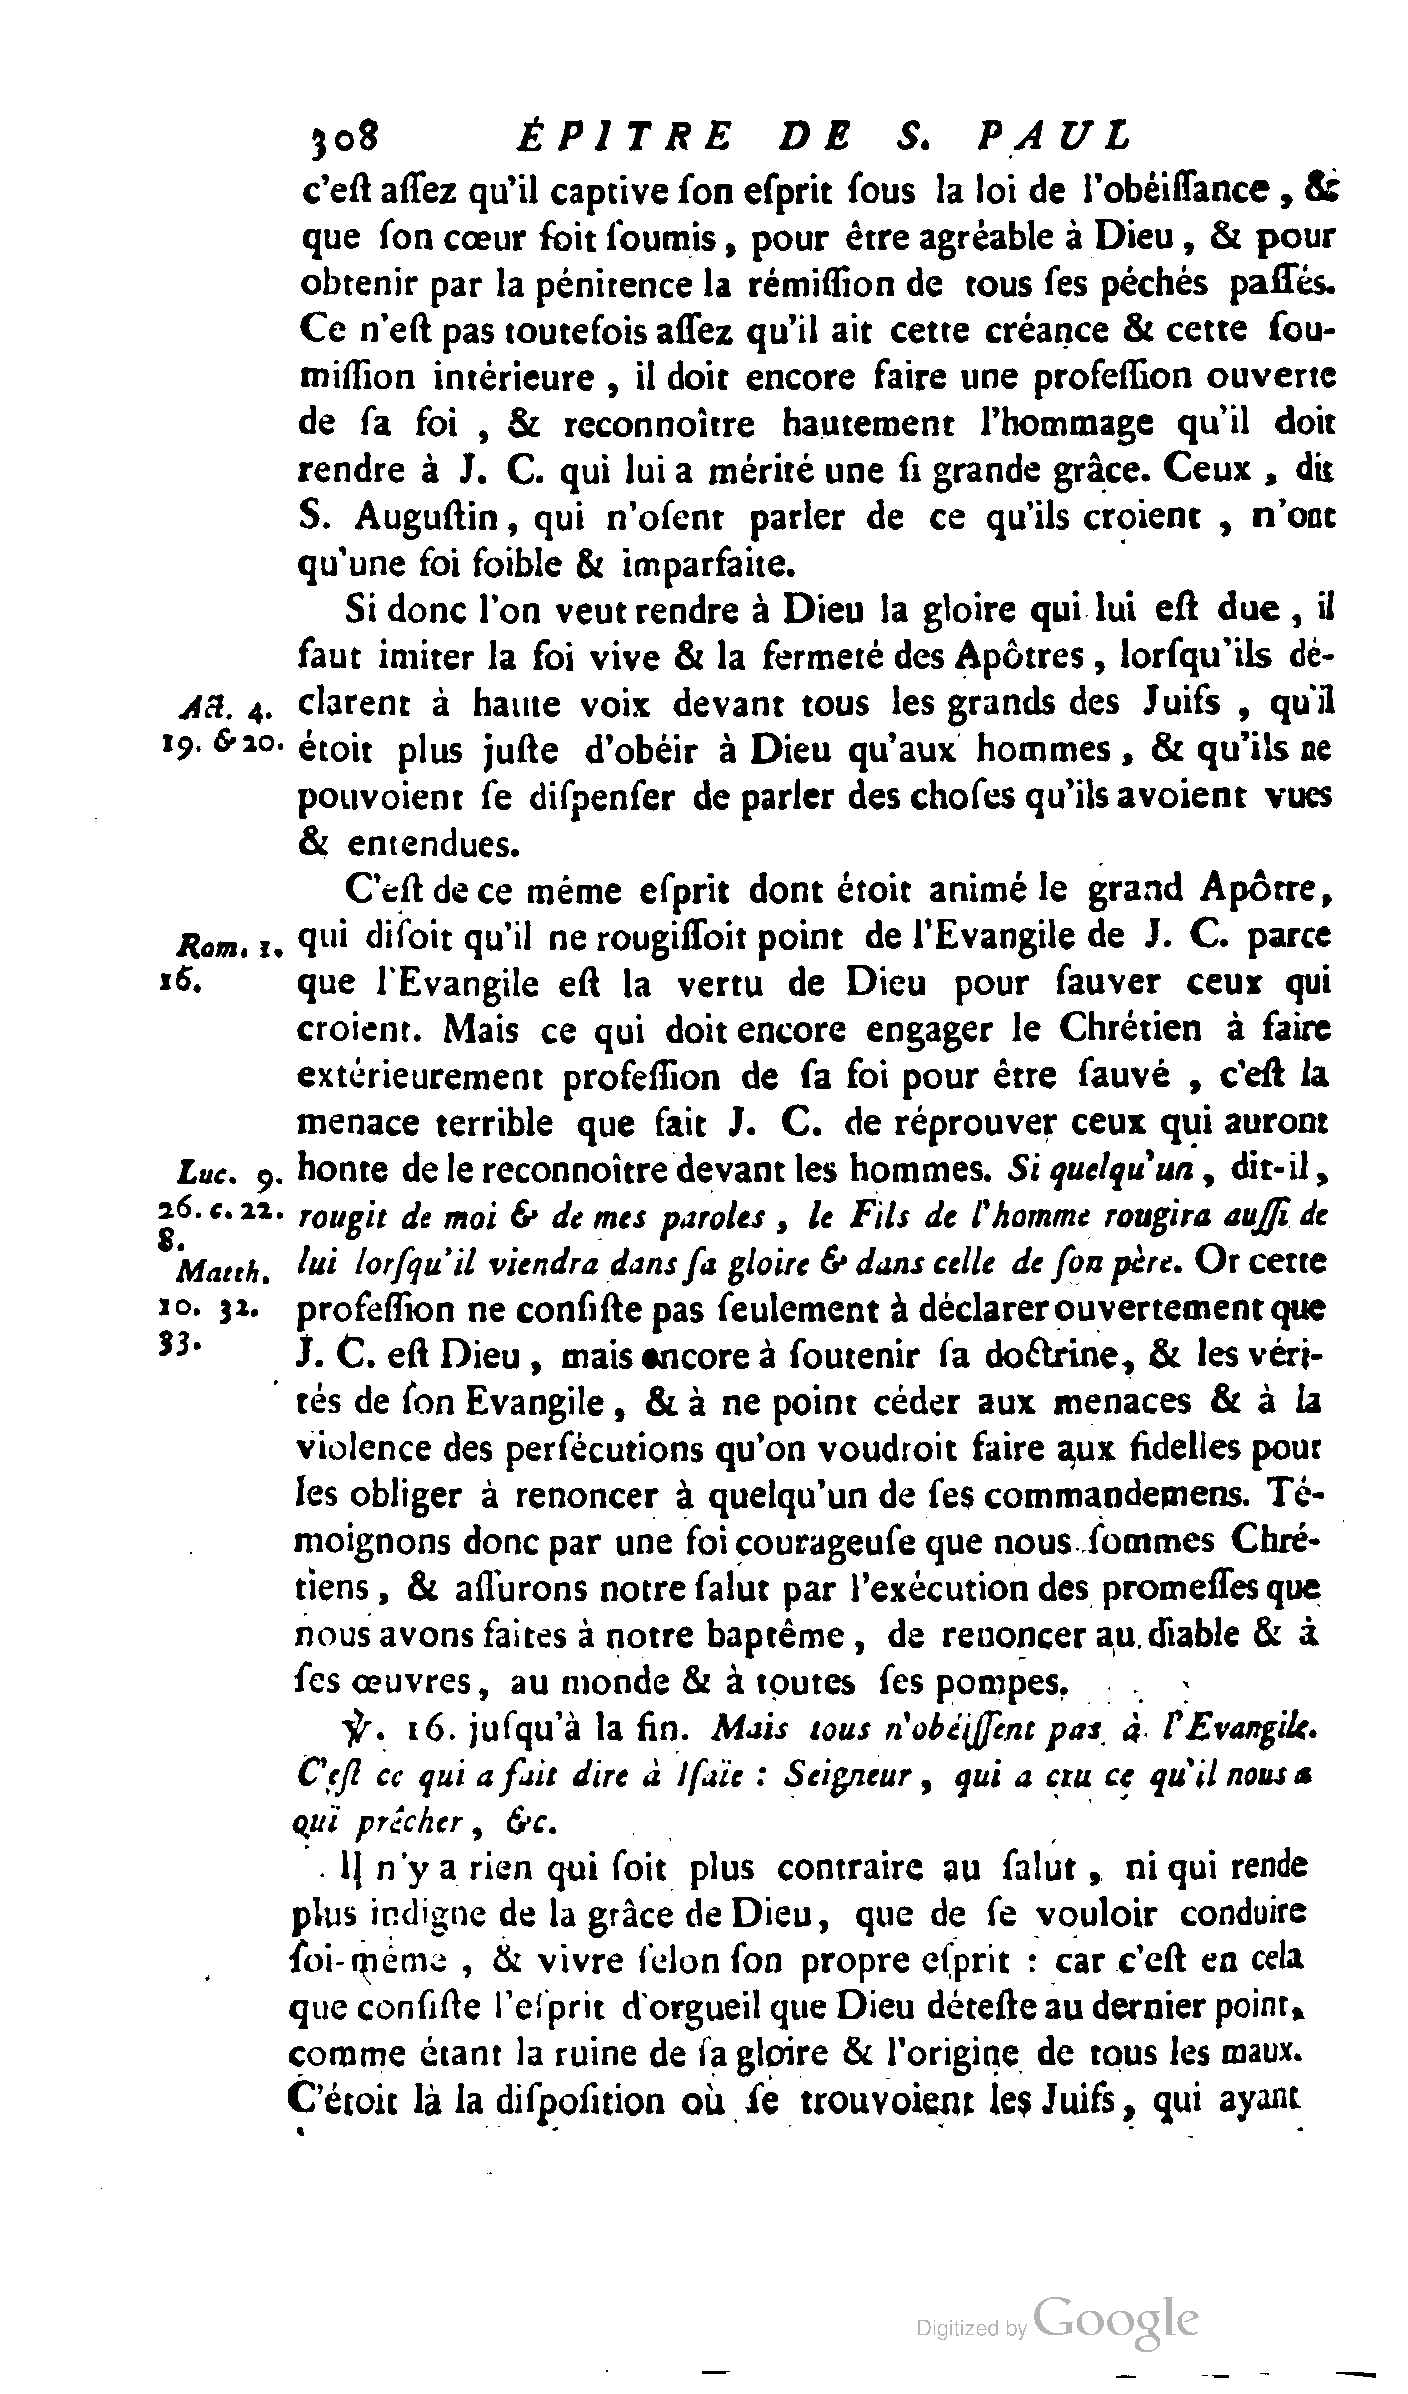 308 ÉPITRE DE S. PAUL
c'eſt aſſez qu'il captive ſon eſprit ſous la loi de l'obéiſſance , &
que ſon cœur ſoit ſoumis , pour être agréable à Dieu , & pour
obtenir par la pénitence la rémiſſion de tous ſes péchés paſſés.
Ce n'eſt pas toutefois aſſez qu'il ait cette créance & cette ſou-
miſſion intérieure , il doit encore faire une profeſſion ouverte
de ſa foi , & reconnoître hautement l'hommage qu'il doit
rendre à J. C. qui lui a mérité une ſi grande grâce. Ceux , dit
S. Auguſtin , qui n'oſent parler de ce qu'ils croient , n'ont
qu'une foi foible & imparfaite.
Si donc l'on veut rendre à Dieu la gloire qui lui eſt due , il
faut imiter la foi vive & la fermeté des Apôtres , lorſqu'ils dé-
Act. 4. clarent à haute voix devant tous les grands des Juifs , qu'il
19. & 20. étoit plus juſte d'obéir à Dieu qu'aux hommes , & qu'ils ne
pouvoient ſe diſpenſer de parler des choſes qu'ils avoient vues
& entendues.
C'eſt de ce même eſprit dont étoit animé le grand Apôtre,
Rom. 1. qui diſoit qu'il ne rougiſſoit point de l'Evangile de J. C. parce
16. que l'Evangile eſt la vertu de Dieu pour ſauver ceux qui
croient. Mais ce qui doit encore engager le Chrétien à faire
extérieurement profeſſion de ſa foi pour être ſauvé , c'eſt la
menace terrible que fait J. C. de réprouver ceux qui auront
Luc. 9. honte de le reconnoître devant les hommes. Si quelqu'un , dit-il ,
26. c. 22. rougit de moi & de mes paroles , le Fils de l'homme rougira auſſi de
8.
Matth. lui lorſqu'il viendra dans ſa gloire & dans celle de ſon père. Or cette
10. 32. profeſſion ne conſiſte pas ſeulement à déclarer ouvertement que
33. J. C. eſt Dieu , mais encore à ſoutenir ſa doctrine , & les véri-
tés de ſon Evangile , & à ne point céder aux menaces & à la
violence des perſécutions qu'on voudroit faire aux fidelles pour
les obliger à renoncer à quelqu'un de ſes commandemens. Té-
moignons donc par une foi courageuſe que nous ſommes Chré-
tiens , & aſſurons notre ſalut par l'exécution des promeſſes que
nous avons faites à notre baptême , de renoncer au diable & à
ſes œuvres , au monde & à toutes ſes pompes.
℣. 16. juſqu'à la fin. Mais tous n'obéiſſent pas à l'Evangile.
C'eſt ce qui a fait dire à Iſaïe : Seigneur , qui a cru ce qu'il nous a
ouï prêcher , &c.
Il n'y a rien qui ſoit plus contraire au ſalut , ni qui rende
plus indigne de la grâce de Dieu , que de ſe vouloir conduire
ſoi-même , & vivre ſelon ſon propre eſprit : car c'eſt en cela
que conſiſte l'eſprit d'orgueil que Dieu déteſte au dernier point,
comme étant la ruine de ſa gloire & l'origine de tous les maux.
C'étoit là la diſpoſition où ſe trouvoient les Juifs , qui ayant
Digitized by Google